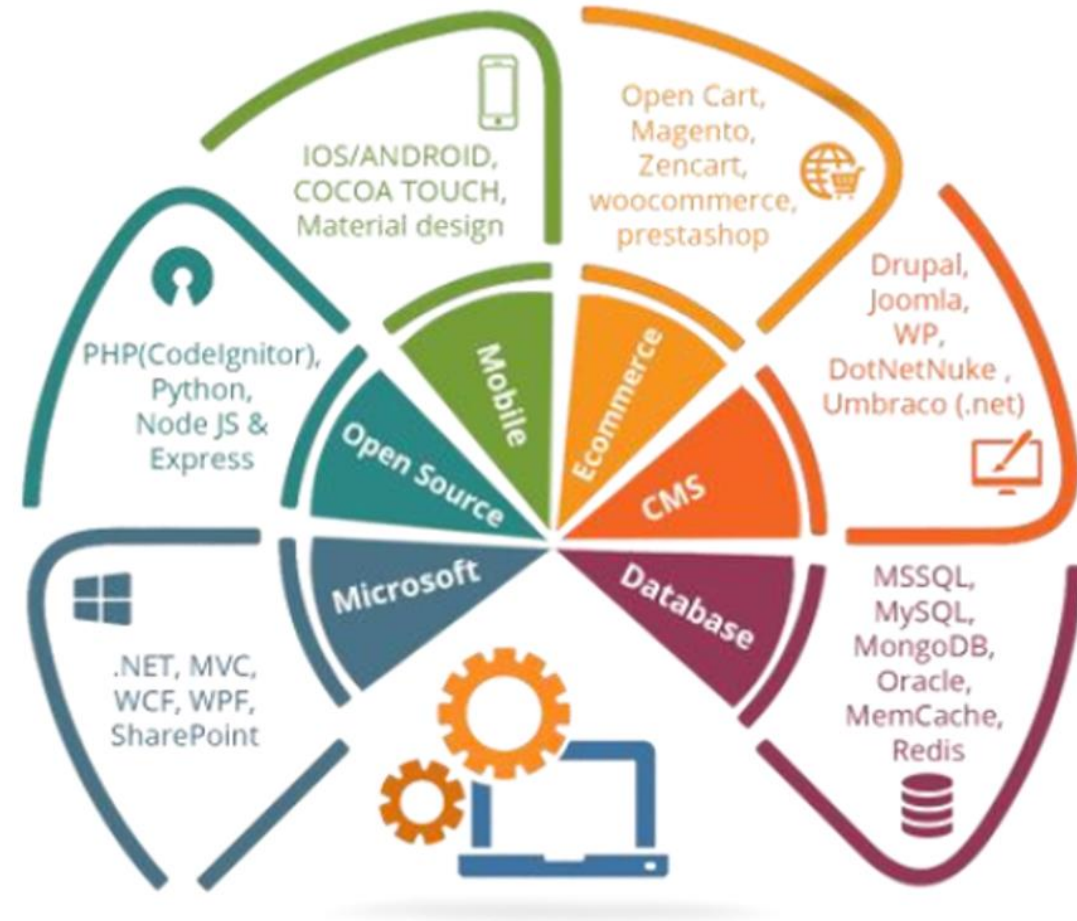 IOS/ANDROID,
COCOA TOUCH,
Material design
Open Cart,
Magento,
Zencart,
woocommerce,
prestashop
PHP(CodeIgnitor),
Python,
Node JS &
Express
Drupal,
Joomla,
WP,
DotNetNuke ,
Umbraco (.net)
Mobile
Ecommerce
Open Source
CMS
Microsoft
Database
.NET, MVC,
WCF, WPF,
SharePoint
MSSQL,
MySQL,
MongoDB,
Oracle,
MemCache,
Redis